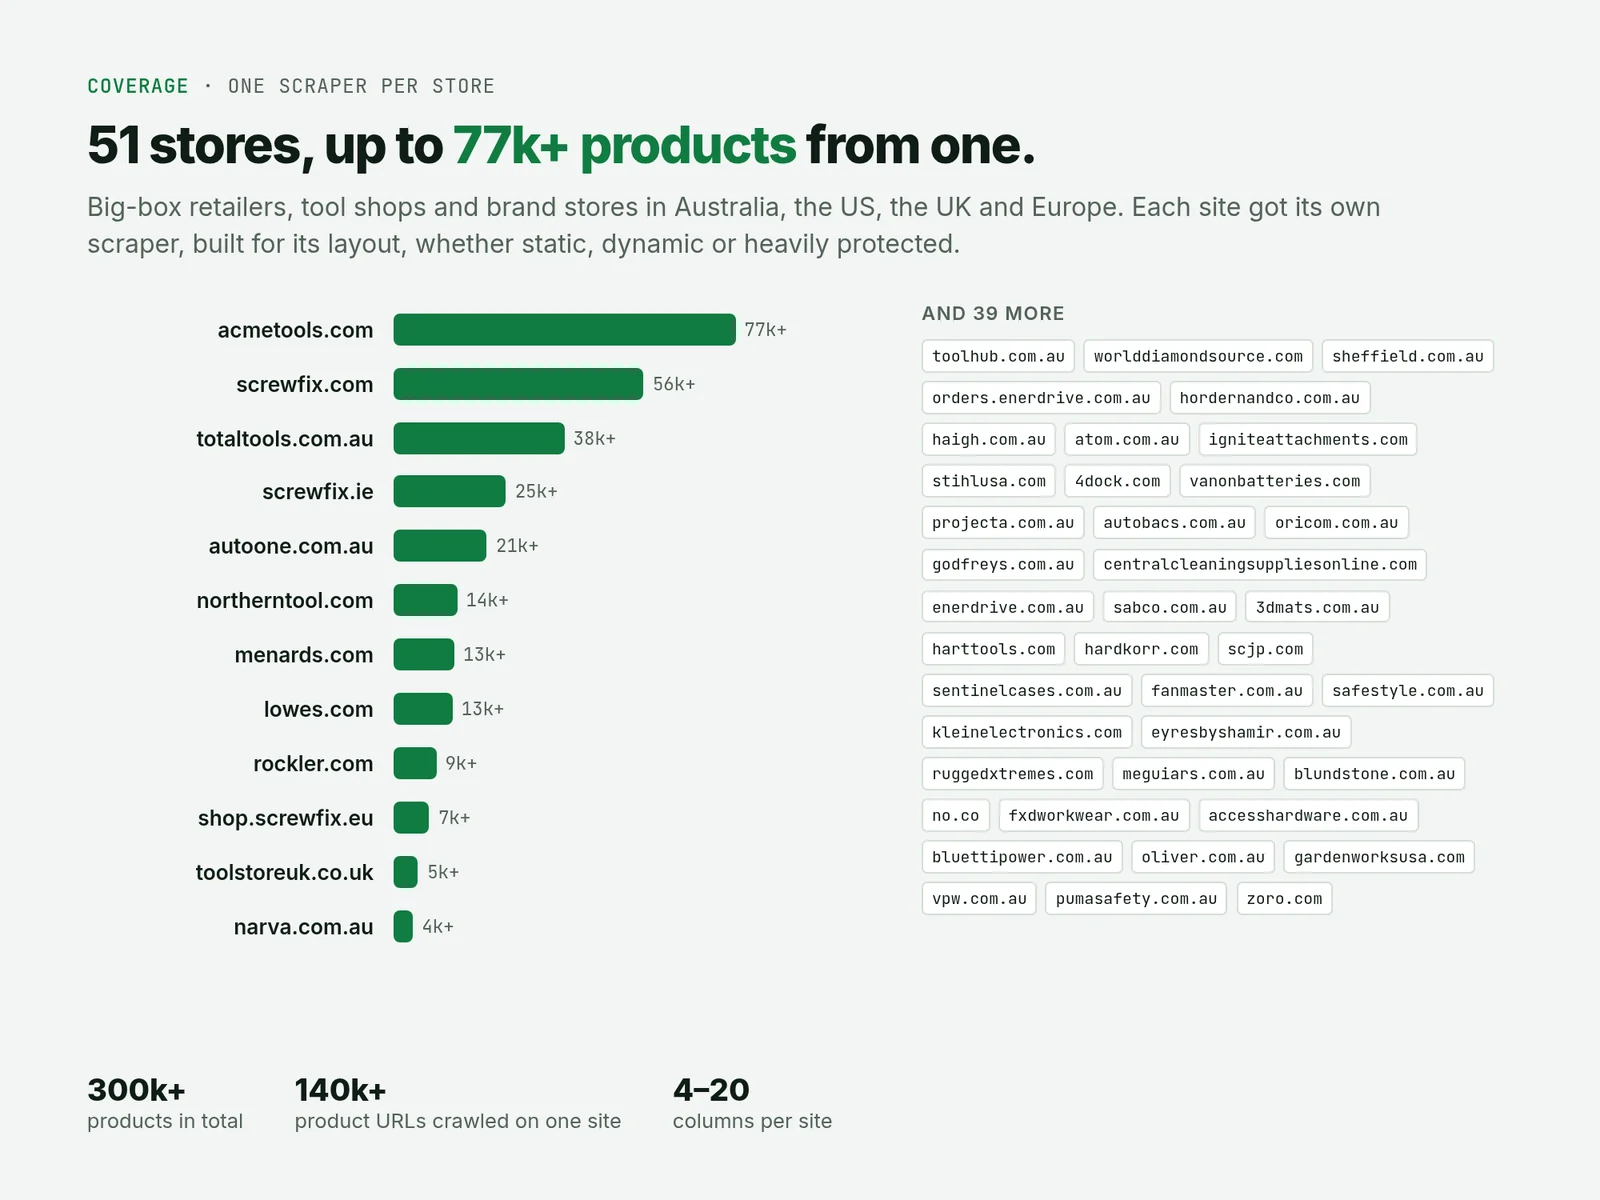 COVERAGE · ONE SCRAPER PER STORE
51 stores, up to 77k+ products from one.
Big-box retailers, tool shops and brand stores in Australia, the US, the UK and Europe. Each site got its own
scraper, built for its layout, whether static, dynamic or heavily protected.
acmetools.com 77k+
screwfix.com 56k+
totaltools.com.au 38k+
screwfix.ie 25k+
autoone.com.au 21k+
northerntool.com 14k+
menards.com 13k+
lowes.com 13k+
rockler.com 9k+
shop.screwfix.eu 7k+
toolstoreuk.co.uk 5k+
narva.com.au 4k+
AND 39 MORE
toolhub.com.au worlddiamondsource.com sheffield.com.au
orders.enerdrive.com.au hordernandco.com.au
haigh.com.au atom.com.au igniteattachments.com
stihlusa.com 4dock.com vanonbatteries.com
projecta.com.au autobacs.com.au oricom.com.au
godfreys.com.au centralcleaningsuppliesonline.com
enerdrive.com.au sabco.com.au 3dmats.com.au
harttools.com hardkorr.com scjp.com
sentinelcases.com.au fanmaster.com.au safestyle.com.au
kleinelectronics.com eyresbyshamir.com.au
ruggedxtremes.com meguiars.com.au blundstone.com.au
no.co fxdworkwear.com.au accesshardware.com.au
bluettipower.com.au oliver.com.au gardenworksusa.com
vpw.com.au pumasafety.com.au zoro.com
300k+ 140k+ 4–20
products in total product URLs crawled on one site columns per site